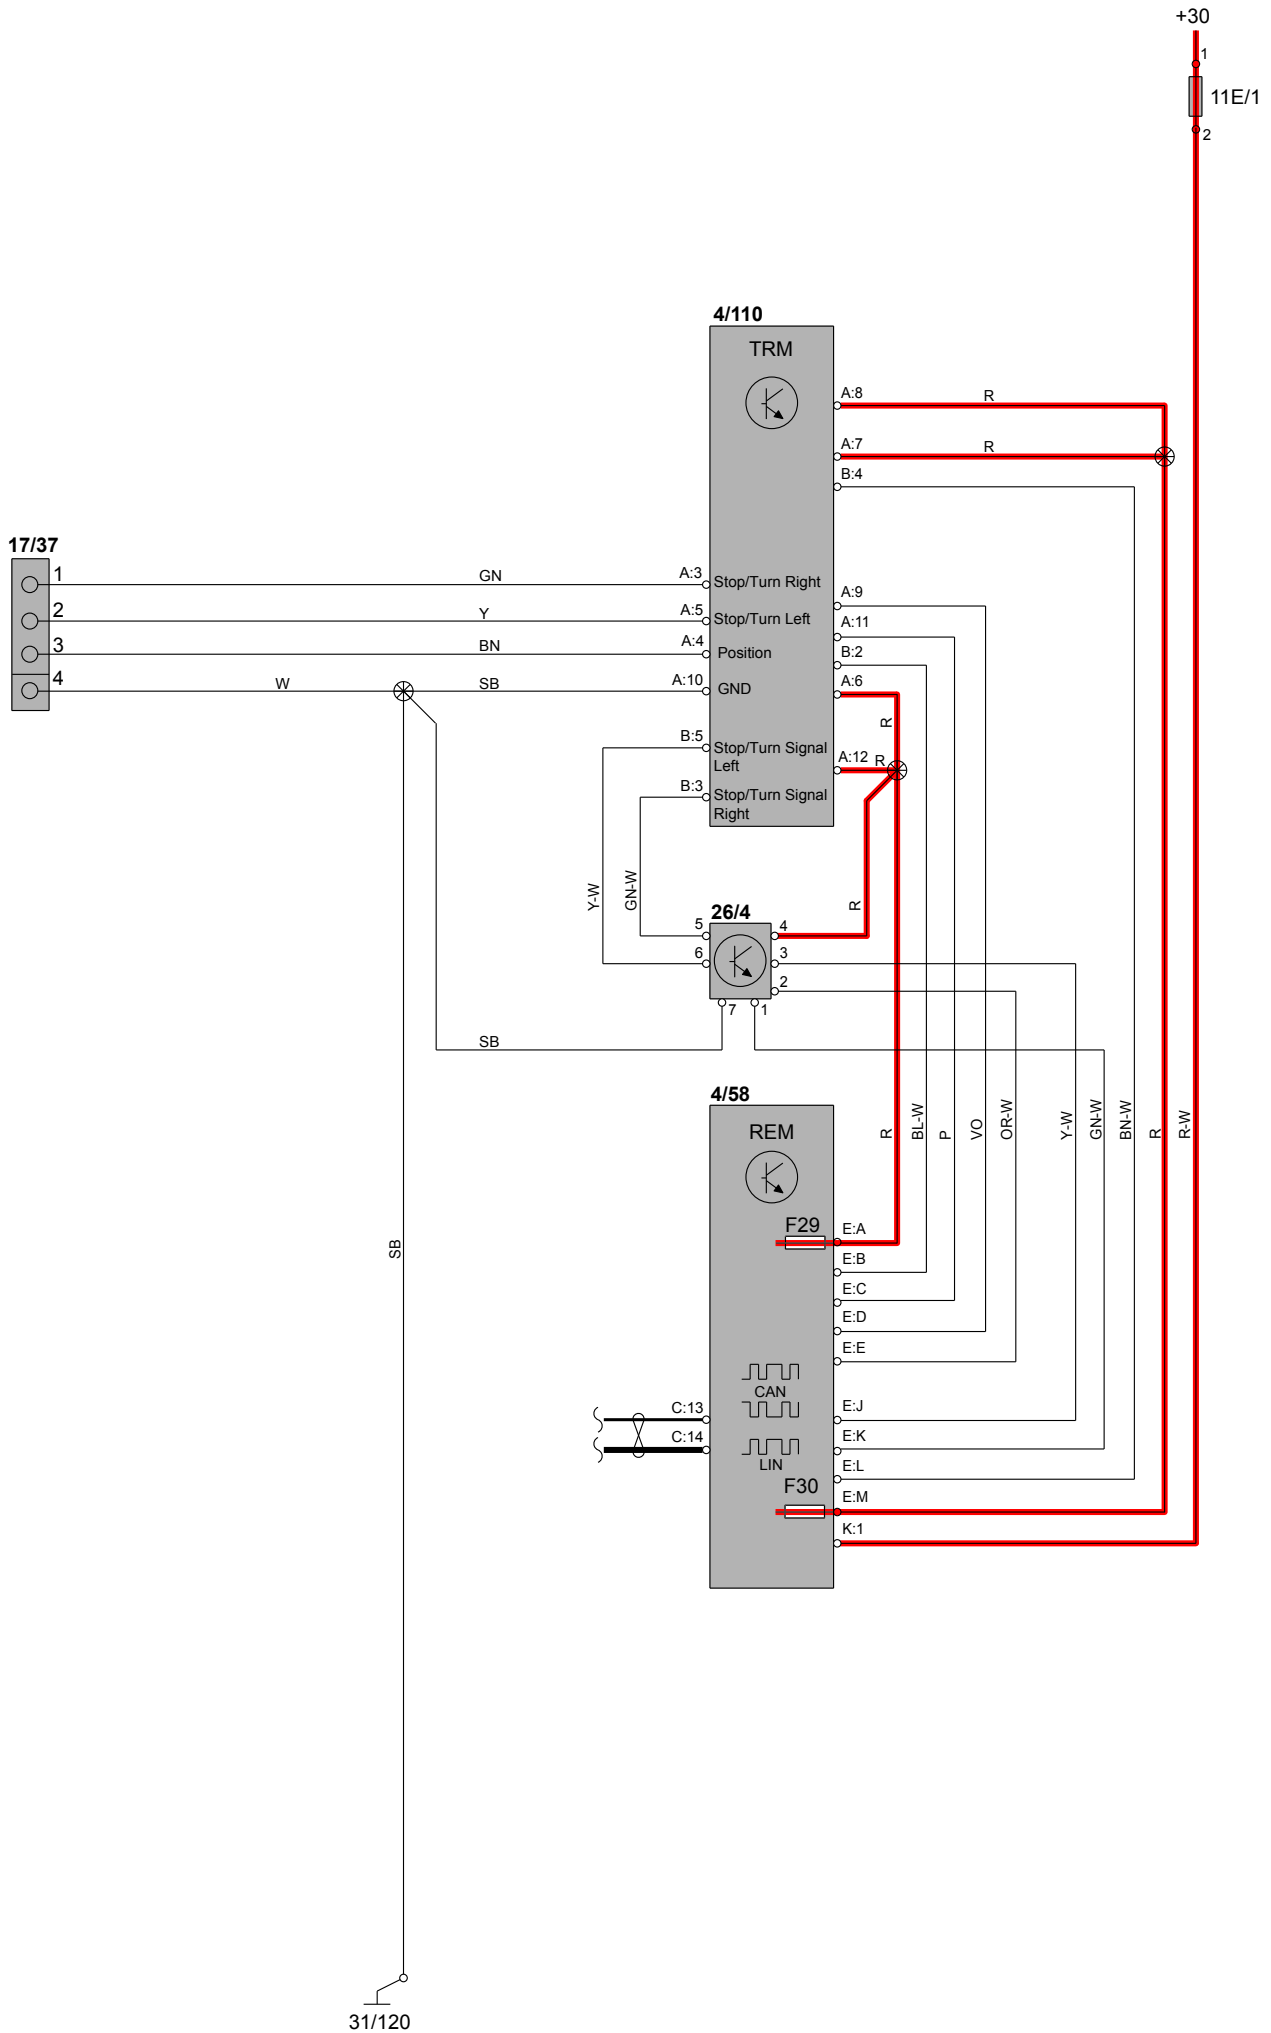 +30
1
11E/1
2
4/110
TRM
A:8
R
A:7
R
B:4
17/37
1
GN
A:3
Stop/Turn Right
2
Y
A:5
Stop/Turn Left
3
BN
A:4
Position
4
W
SB
A:10
GND
A:9
A:11
B:2
A:6
R
B:5
Stop/Turn Signal
Left
A:12
R
B:3
Stop/Turn Signal
Right
Y-W
GN-W
R
26/4
5
4
6
3
2
7
1
SB
4/58
REM
R
BL-W
P
VO
OR-W
Y-W
GN-W
BN-W
R
R-W
F29
E:A
E:B
E:C
E:D
E:E
SB
CAN
C:13
E:J
C:14
E:K
LIN
E:L
F30
E:M
K:1
31/120